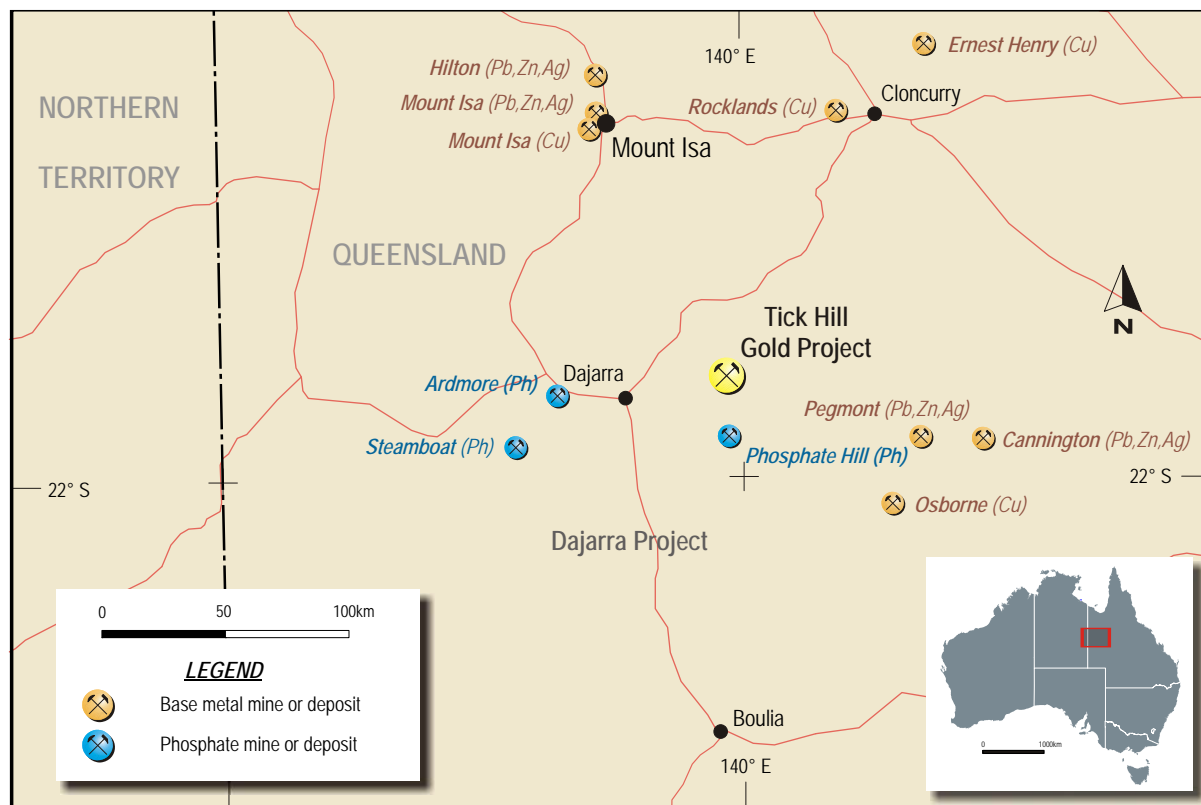 140° E
Ernest Henry (Cu)
Hilton (Pb,Zn,Ag)
NORTHERN
TERRITORY
Mount Isa (Pb,Zn,Ag)
Rocklands (Cu)
Cloncurry
Mount Isa (Cu)
Mount Isa
QUEENSLAND
Tick Hill
Gold Project
N
Ardmore (Ph)
Dajarra
Pegmont (Pb,Zn,Ag)
Steamboat (Ph)
Phosphate Hill (Ph)
Cannington (Pb,Zn,Ag)
22° S
22° S
Osborne (Cu)
Dajarra Project
0 50 100km
LEGEND
Base metal mine or deposit
Phosphate mine or deposit
Boulia
140° E
0 1000km